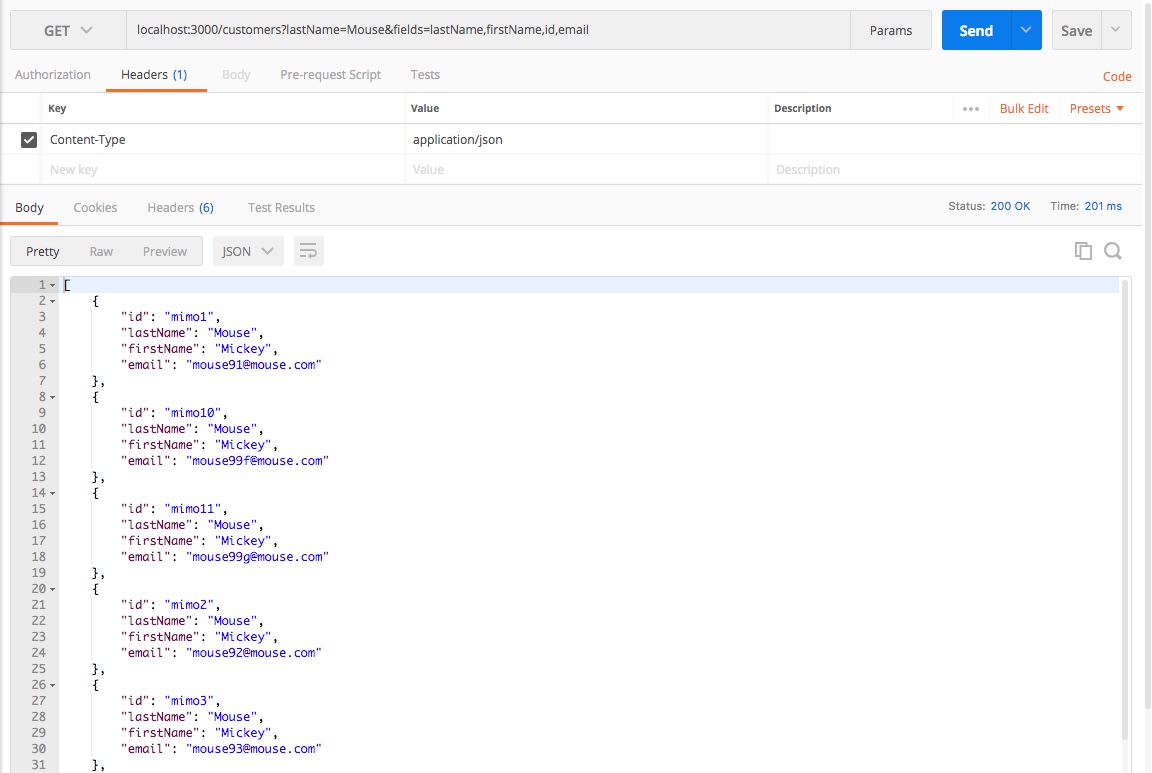 GET localhost:3000/customers?lastName=Mouse&fields=lastName,firstName,id,email Params Send Save
Authorization Headers (1) Body Pre-request Script Tests Code
Key Value Description ••• Bulk Edit Presets
Content-Type application/json
New key Value Description
Body Cookies Headers (6) Test Results Status: 200 OK Time: 201 ms
Pretty Raw Preview JSON
1 [
2 {
3 "id": "mimo1",
4 "lastName": "Mouse",
5 "firstName": "Mickey",
6 "email": "mouse91@mouse.com"
7 },
8 {
9 "id": "mimo10",
10 "lastName": "Mouse",
11 "firstName": "Mickey",
12 "email": "mouse99f@mouse.com"
13 },
14 {
15 "id": "mimo11",
16 "lastName": "Mouse",
17 "firstName": "Mickey",
18 "email": "mouse99g@mouse.com"
19 },
20 {
21 "id": "mimo2",
22 "lastName": "Mouse",
23 "firstName": "Mickey",
24 "email": "mouse92@mouse.com"
25 },
26 {
27 "id": "mimo3",
28 "lastName": "Mouse",
29 "firstName": "Mickey",
30 "email": "mouse93@mouse.com"
31 },